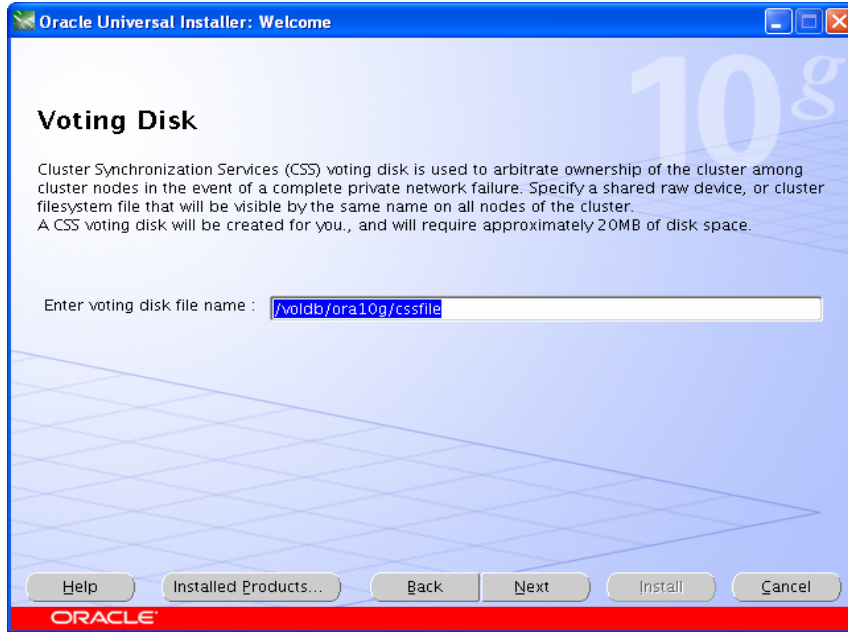 Oracle Universal Installer: Welcome
10g
Voting Disk
Cluster Synchronization Services (CSS) voting disk is used to arbitrate ownership of the cluster among
cluster nodes in the event of a complete private network failure. Specify a shared raw device, or cluster
filesystem file that will be visible by the same name on all nodes of the cluster.
A CSS voting disk will be created for you., and will require approximately 20MB of disk space.
Enter voting disk file name : /voldb/ora10g/cssfile
Help Installed Products... Back Next Install Cancel
ORACLE